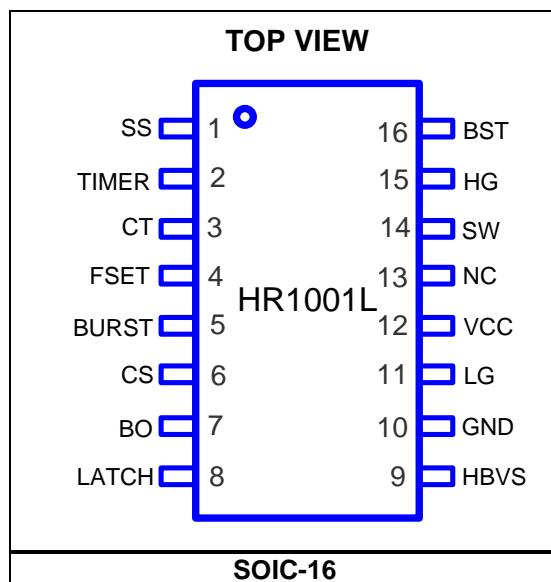 TOP VIEW
SS 1 16 BST
TIMER 2 15 HG
CT 3 14 SW
FSET 4 13 NC
HR1001L
BURST 5 12 VCC
CS 6 11 LG
BO 7 10 GND
LATCH 8 9 HBVS
SOIC-16